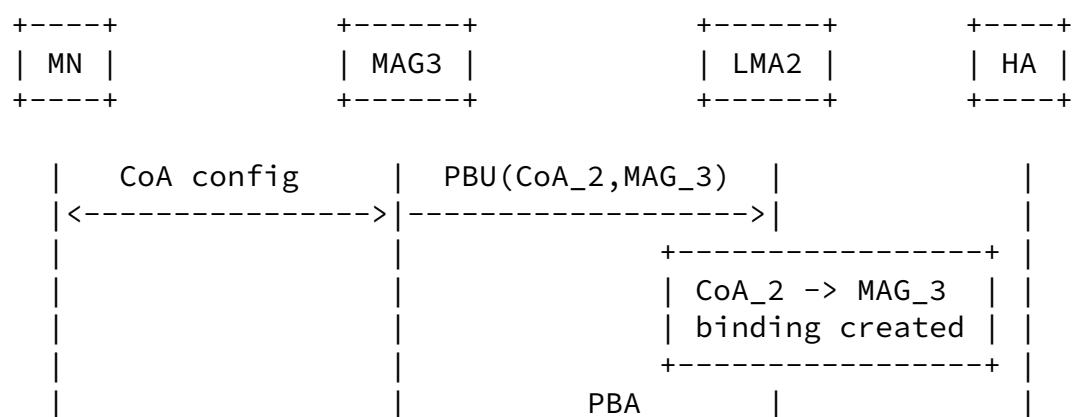 MN MAG3 LMA2 HA
CoA config PBU(CoA_2,MAG_3)
CoA_2 -> MAG_3
binding created
PBA